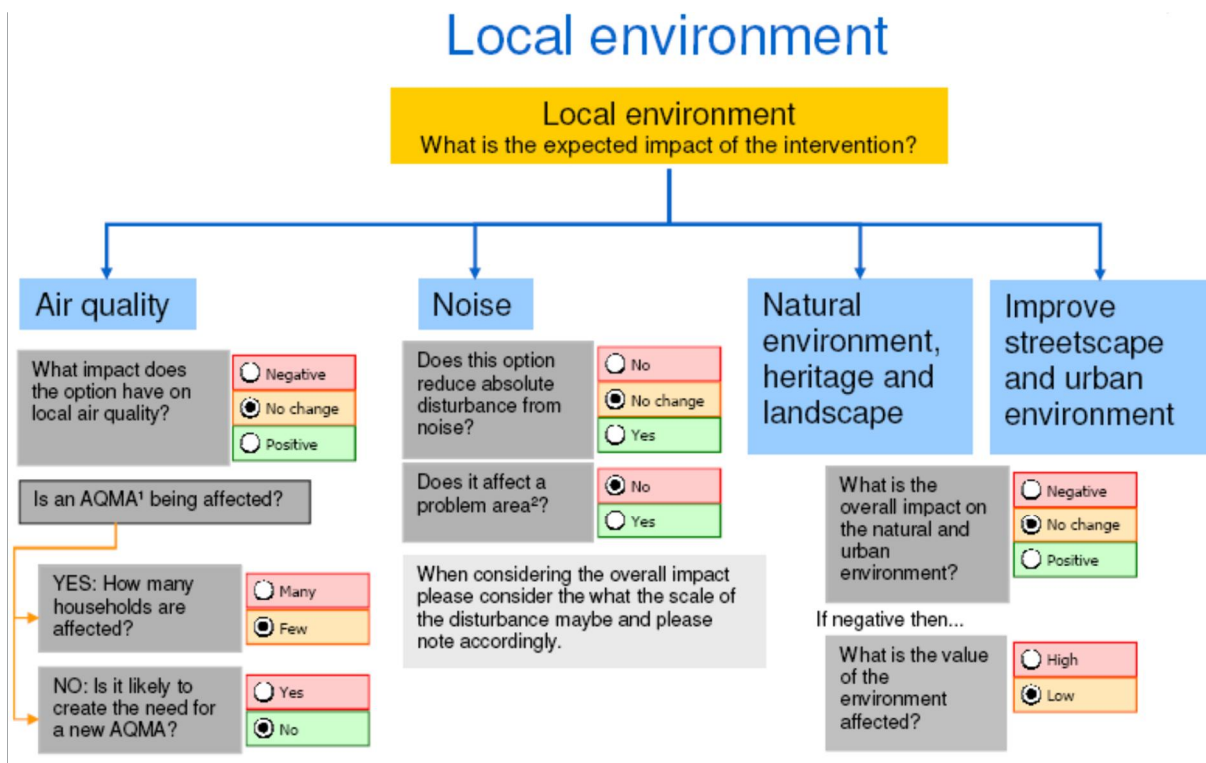 Local environment
Local environment
What is the expected impact of the intervention?
Air quality
What impact does
the option have on
local air quality?
Negative
No change
Positive
Is an AQMA¹ being affected?
YES: How many
households are
affected?
Many
Few
NO: Is it likely to
create the need for
a new AQMA?
Yes
No
Noise
Does this option
reduce absolute
disturbance from
noise?
No
No change
Yes
Does it affect a
problem area²?
No
Yes
When considering the overall impact
please consider the what the scale of
the disturbance maybe and please
note accordingly.
Natural
environment,
heritage and
landscape
Improve
streetscape
and urban
environment
What is the
overall impact on
the natural and
urban
environment?
Negative
No change
Positive
If negative then...
What is the value
of the
environment
affected?
High
Low